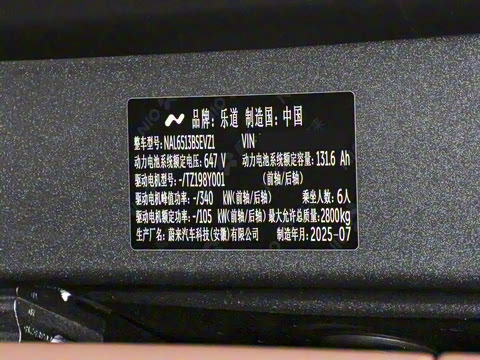 品牌: 乐道 制造国: 中国
整车型号: NAL6513BSEVZ1 VIN
动力电池系统额定电压: 647 V 动力电池系统额定容量: 131.6 Ah
驱动电机型号: -/TZ198Y001 (前轴/后轴)
驱动电机峰值功率: -/340 kW(前轴/后轴) 乘坐人数: 6人
驱动电机额定功率: -/105 kW(前轴/后轴) 最大允许总质量: 2800kg
生产厂名: 蔚来汽车科技(安徽)有限公司 制造年月: 2025-07